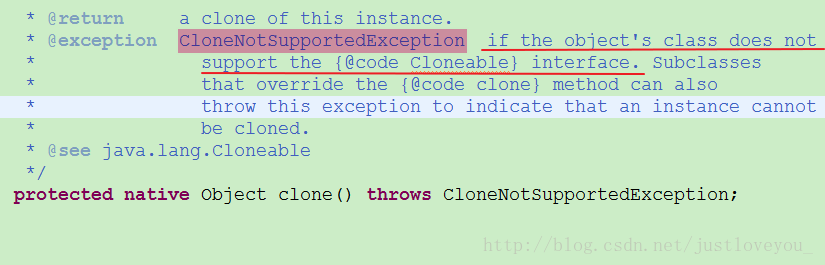 * @return     a clone of this instance.
* @exception  CloneNotSupportedException  if the object's class does not
*               support the {@code Cloneable} interface. Subclasses
*               that override the {@code clone} method can also
*               throw this exception to indicate that an instance cannot
*               be cloned.
* @see java.lang.Cloneable
*/
protected native Object clone() throws CloneNotSupportedException;
http://blog.csdn.net/justloveyou_